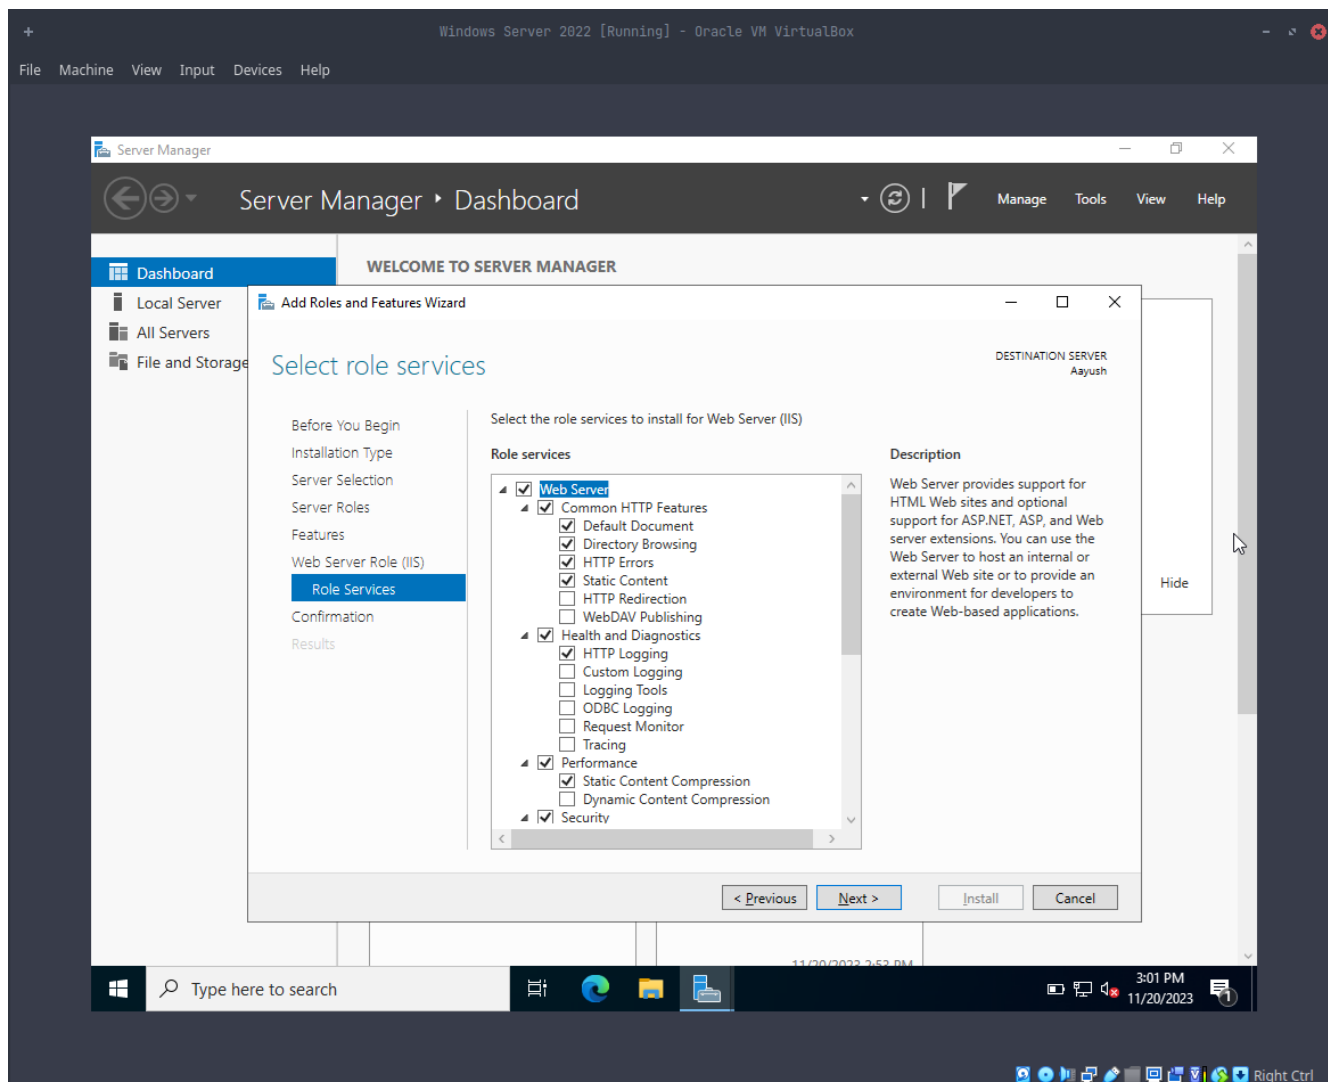 Windows Server 2022 [Running] - Oracle VM VirtualBox
File Machine View Input Devices Help
Server Manager
Server Manager ‣ Dashboard
Manage Tools View Help
Dashboard
Local Server
All Servers
File and Storage
WELCOME TO SERVER MANAGER
Add Roles and Features Wizard
Select role services
DESTINATION SERVER
Aayush
Before You Begin
Installation Type
Server Selection
Server Roles
Features
Web Server Role (IIS)
Role Services
Confirmation
Results
Select the role services to install for Web Server (IIS)
Role services
Web Server
Common HTTP Features
Default Document
Directory Browsing
HTTP Errors
Static Content
HTTP Redirection
WebDAV Publishing
Health and Diagnostics
HTTP Logging
Custom Logging
Logging Tools
ODBC Logging
Request Monitor
Tracing
Performance
Static Content Compression
Dynamic Content Compression
Security
Description
Web Server provides support for
HTML Web sites and optional
support for ASP.NET, ASP, and Web
server extensions. You can use the
Web Server to host an internal or
external Web site or to provide an
environment for developers to
create Web-based applications.
Hide
< Previous Next > Install Cancel
11/20/2023 2:53 PM
Type here to search
3:01 PM
11/20/2023
1
Right Ctrl